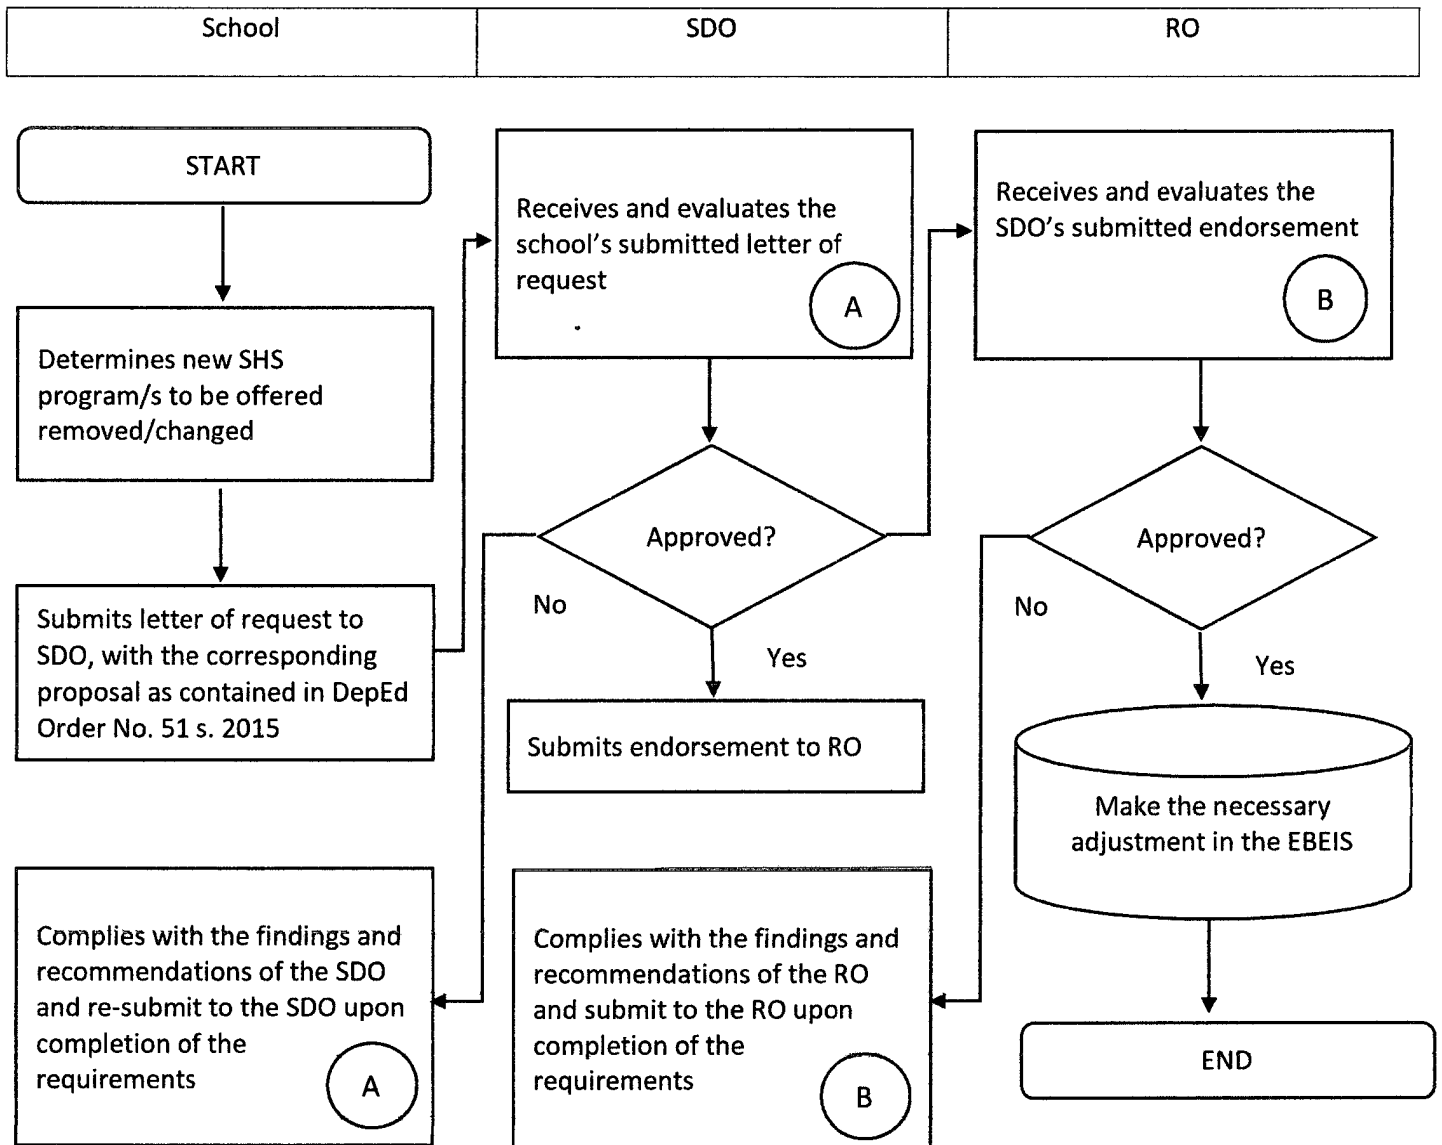 School
SDO
RO
START
Determines new SHS
program/s to be offered
removed/changed
Submits letter of request to
SDO, with the corresponding
proposal as contained in DepEd
Order No. 51 s. 2015
Complies with the findings and
recommendations of the SDO
and re-submit to the SDO upon
completion of the
requirements
A
Receives and evaluates the
school's submitted letter of
request
A
Approved?
No
Yes
Submits endorsement to RO
Complies with the findings and
recommendations of the RO
and submit to the RO upon
completion of the
requirements
B
Receives and evaluates the
SDO's submitted endorsement
B
Approved?
No
Yes
Make the necessary
adjustment in the EBEIS
END